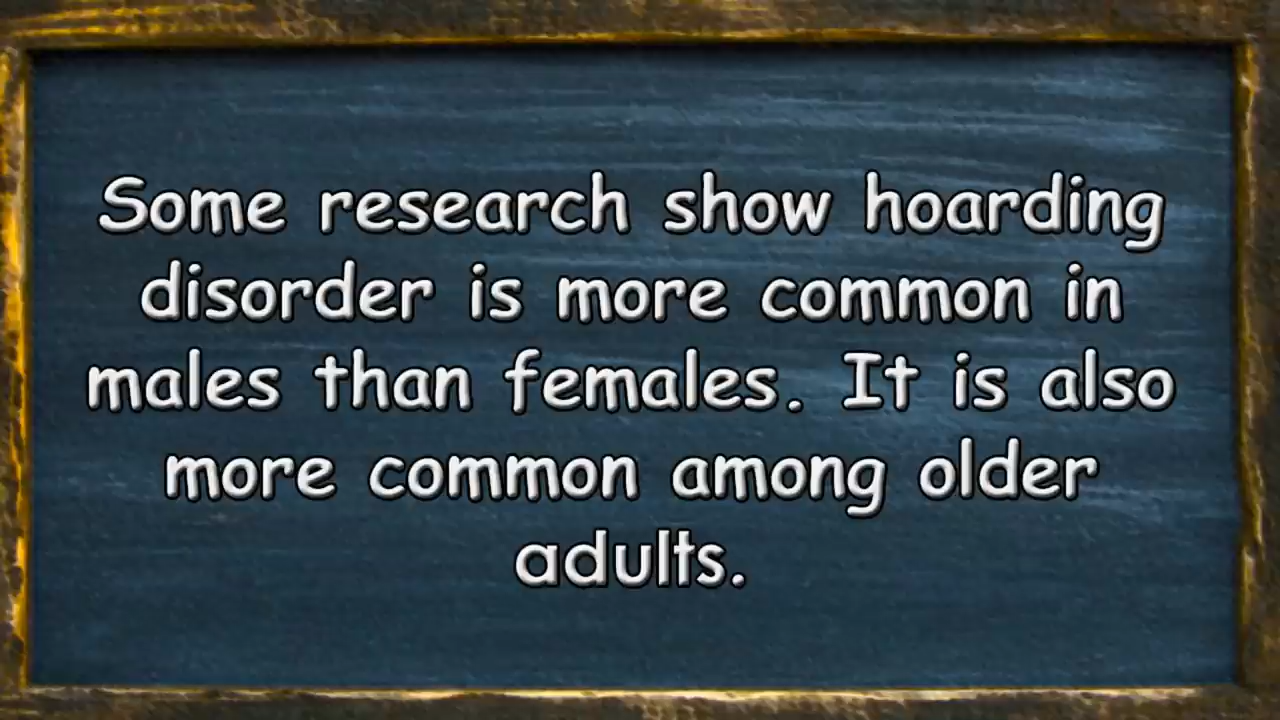 Some research show hoarding
disorder is more common in
males than females. It is also
more common among older
adults.